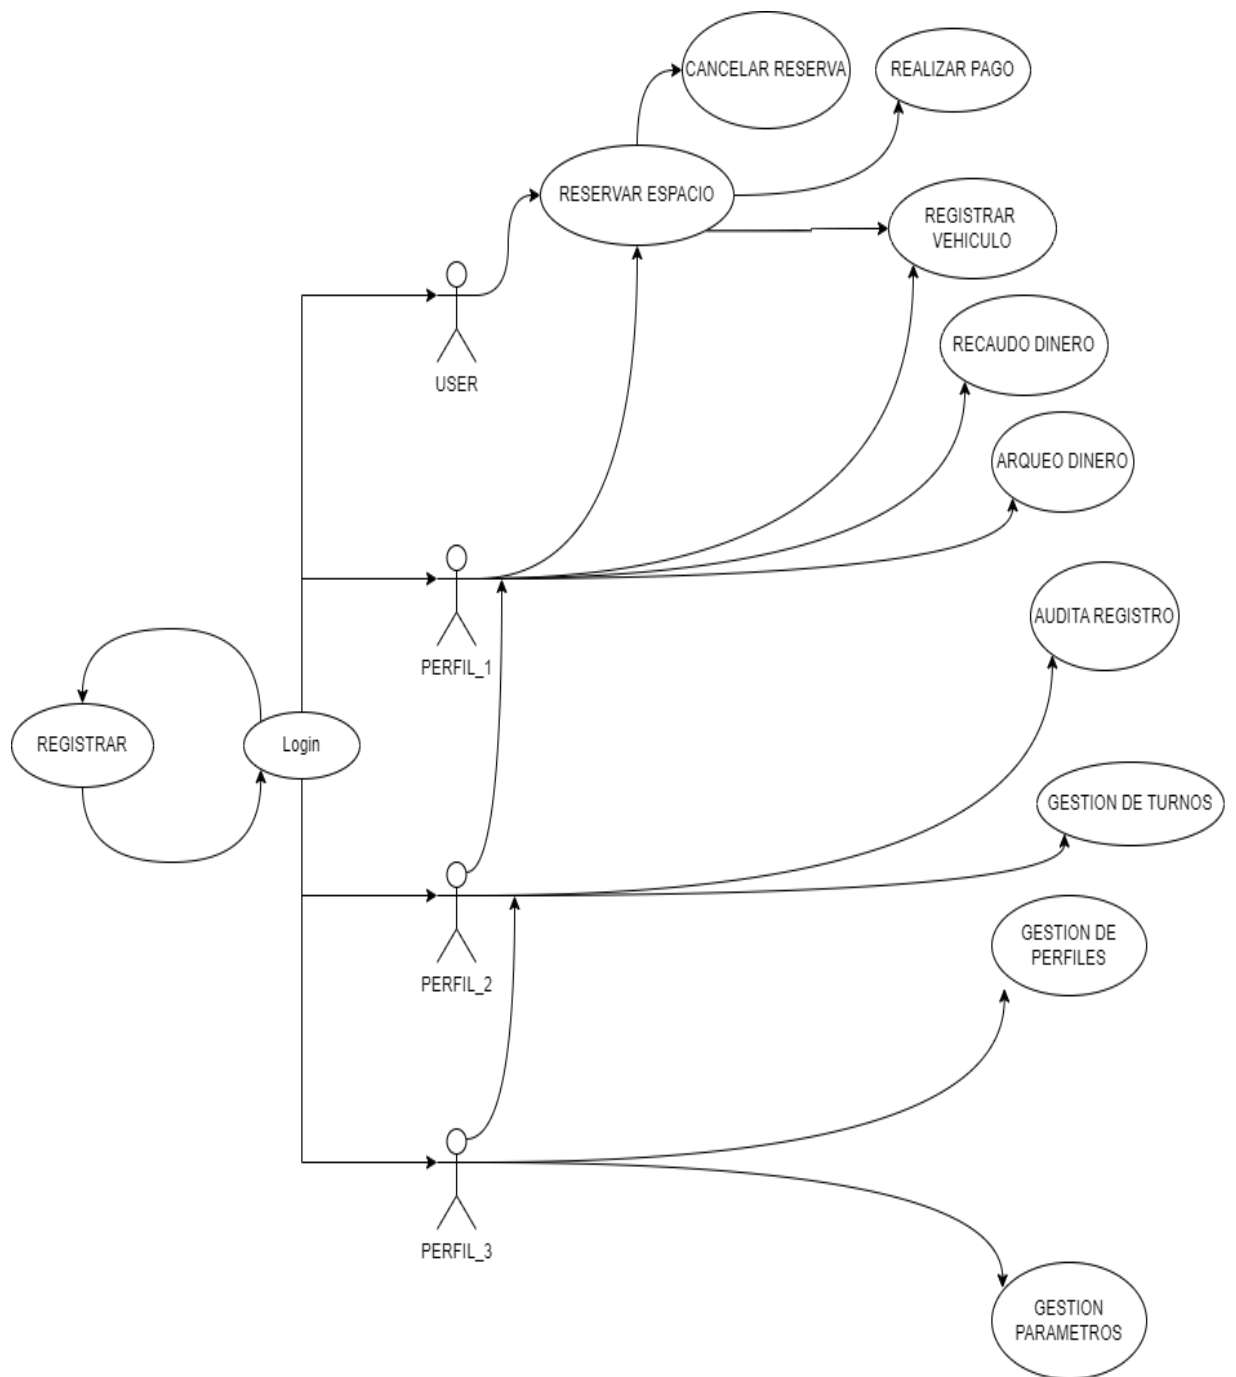 CANCELAR RESERVA
REALIZAR PAGO
RESERVAR ESPACIO
REGISTRAR
VEHICULO
USER
RECAUDO DINERO
ARQUEO DINERO
PERFIL_1
AUDITA REGISTRO
REGISTRAR
Login
GESTION DE TURNOS
PERFIL_2
GESTION DE
PERFILES
PERFIL_3
GESTION
PARAMETROS